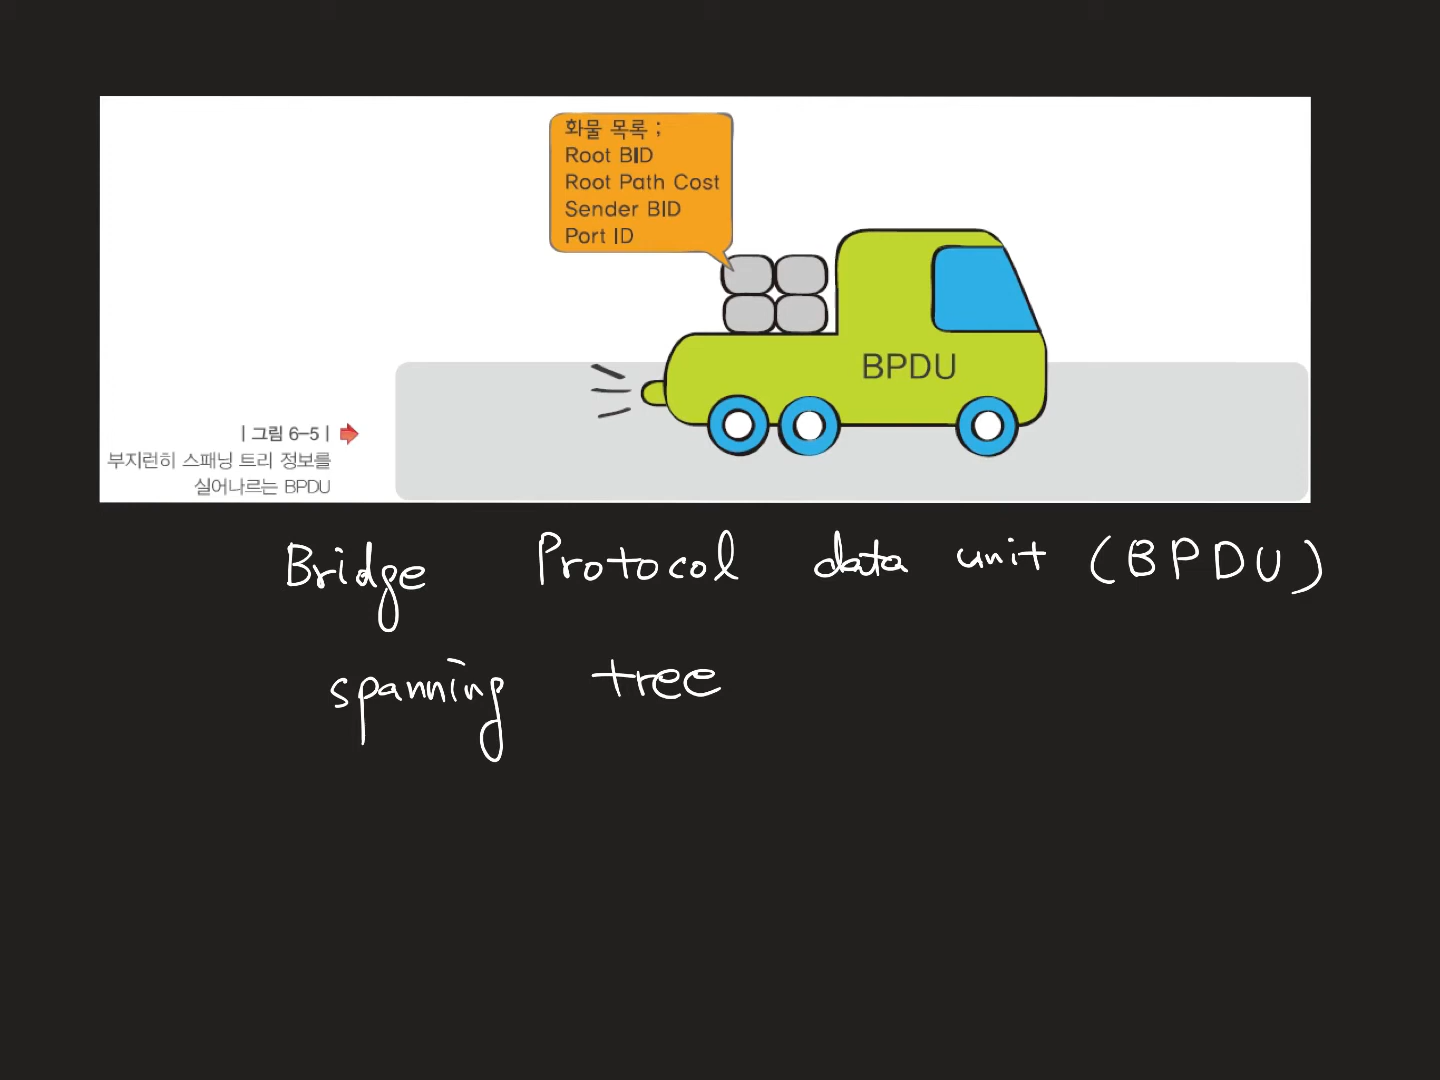 화물 목록 ;
Root BID
Root Path Cost
Sender BID
Port ID
BPDU
| 그림 6-5 |
부지런히 스패닝 트리 정보를
실어나르는 BPDU
Bridge Protocol data unit (BPDU)
spanning tree